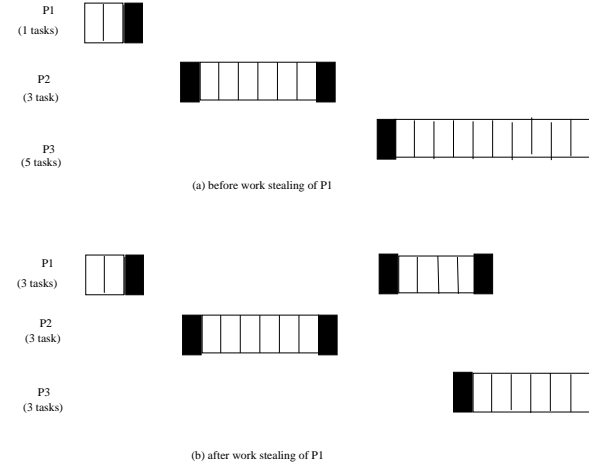 P1
(1 tasks)
P2
(3 task)
P3
(5 tasks)
(a) before work stealing of P1
P1
(3 tasks)
P2
(3 task)
P3
(3 tasks)
(b) after work stealing of P1